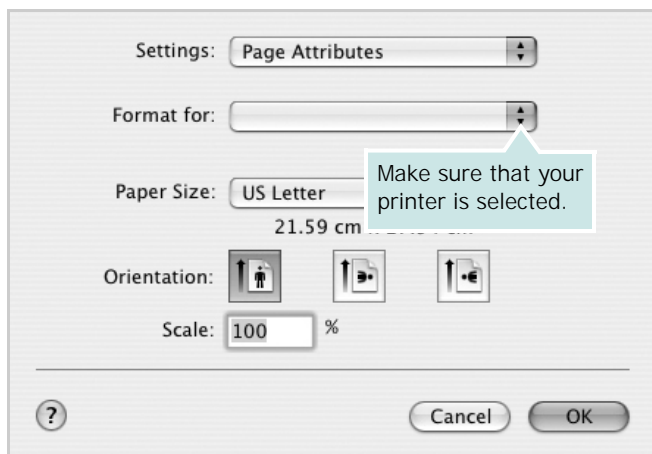 Settings: Page Attributes
Format for:
Make sure that your
printer is selected.
Paper Size: US Letter
21.59 cm
Orientation:
Scale: 100 %
? Cancel OK